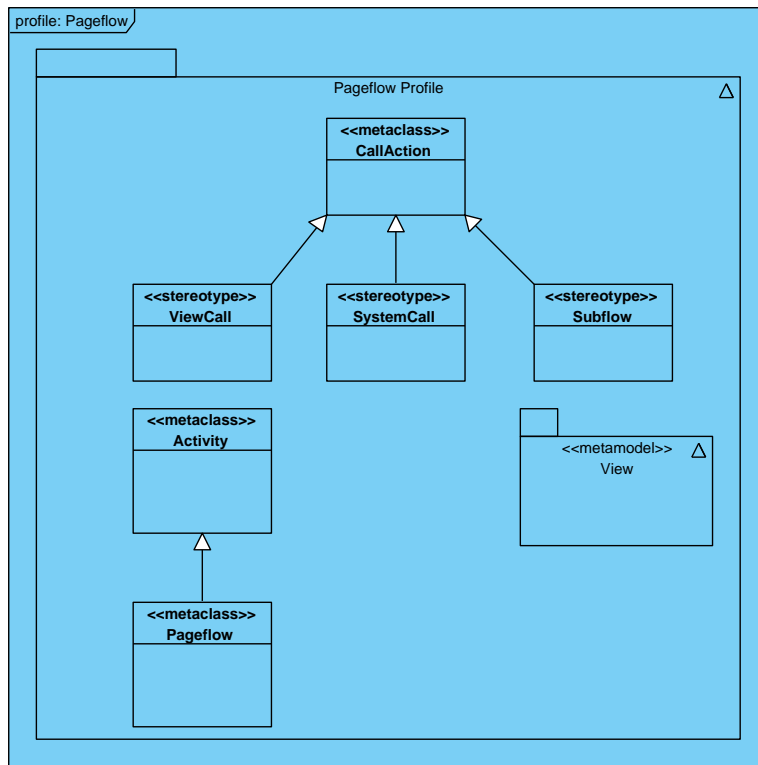 profile: Pageflow
Pageflow Profile
<<metaclass>>
CallAction
<<stereotype>>
ViewCall
<<stereotype>>
SystemCall
<<stereotype>>
Subflow
<<metaclass>>
Activity
<<metamodel>>
View
<<metaclass>>
Pageflow